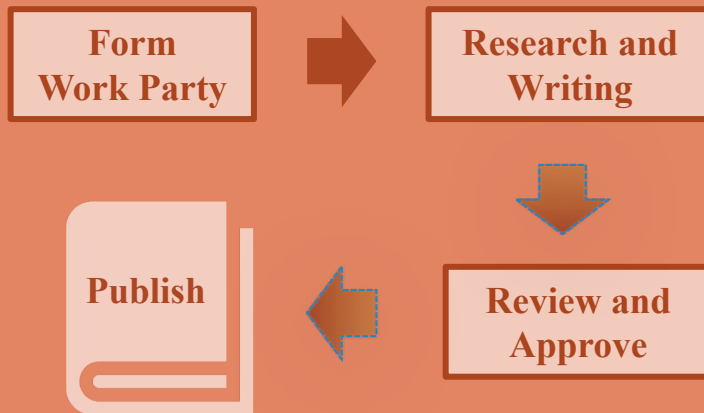 Form
Work Party
Research and
Writing
Review and
Approve
Publish